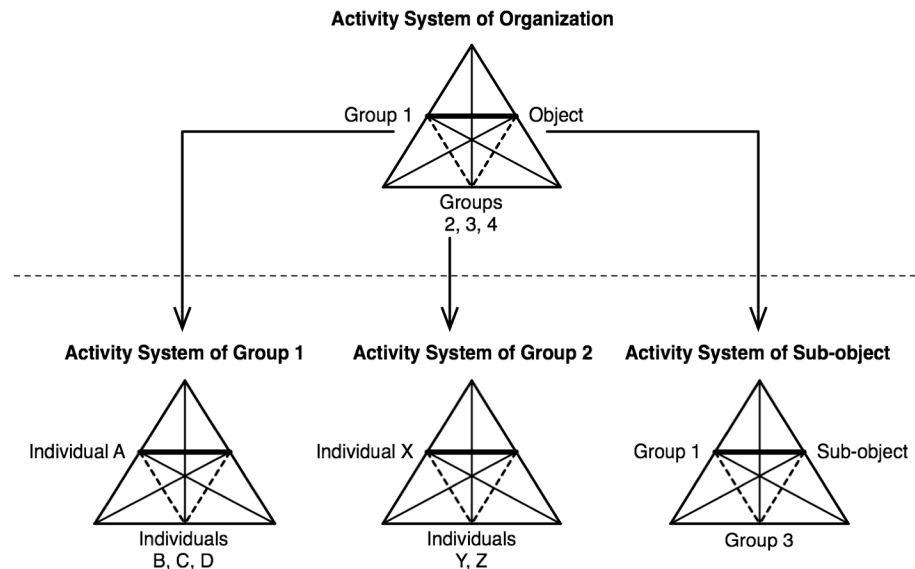 Activity System of Organization
Group 1
Object
Groups
2, 3, 4
Activity System of Group 1
Activity System of Group 2
Activity System of Sub-object
Individual A
Individual X
Group 1
Sub-object
Individuals
B, C, D
Individuals
Y, Z
Group 3